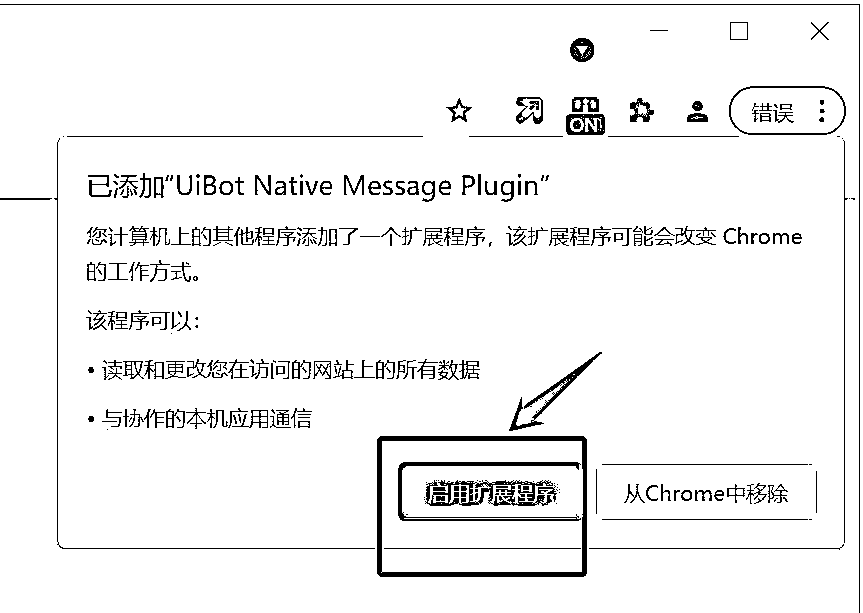 ON!
错误
已添加"UiBot Native Message Plugin"
您计算机上的其他程序添加了一个扩展程序，该扩展程序可能会改变 Chrome
的工作方式。
该程序可以：
• 读取和更改您在访问的网站上的所有数据
• 与协作的本机应用通信
启用扩展程序
从Chrome中移除